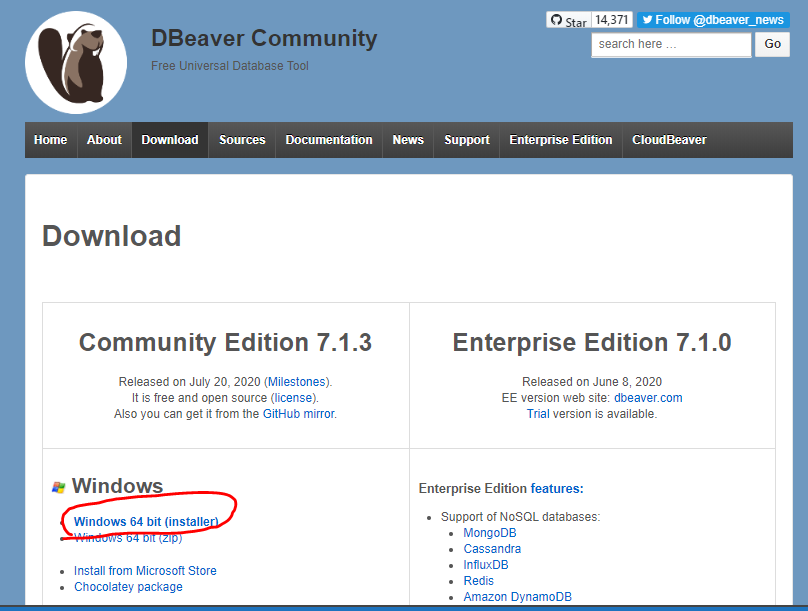 DBeaver Community
Free Universal Database Tool
Star 14,371 Follow @dbeaver_news
search here … Go
Home About Download Sources Documentation News Support Enterprise Edition CloudBeaver
Download
Community Edition 7.1.3
Released on July 20, 2020 (Milestones).
It is free and open source (license).
Also you can get it from the GitHub mirror.
Enterprise Edition 7.1.0
Released on June 8, 2020
EE version web site: dbeaver.com
Trial version is available.
Windows
Windows 64 bit (installer)
Windows 64 bit (zip)
Install from Microsoft Store
Chocolatey package
Enterprise Edition features:
Support of NoSQL databases:
MongoDB
Cassandra
InfluxDB
Redis
Amazon DynamoDB